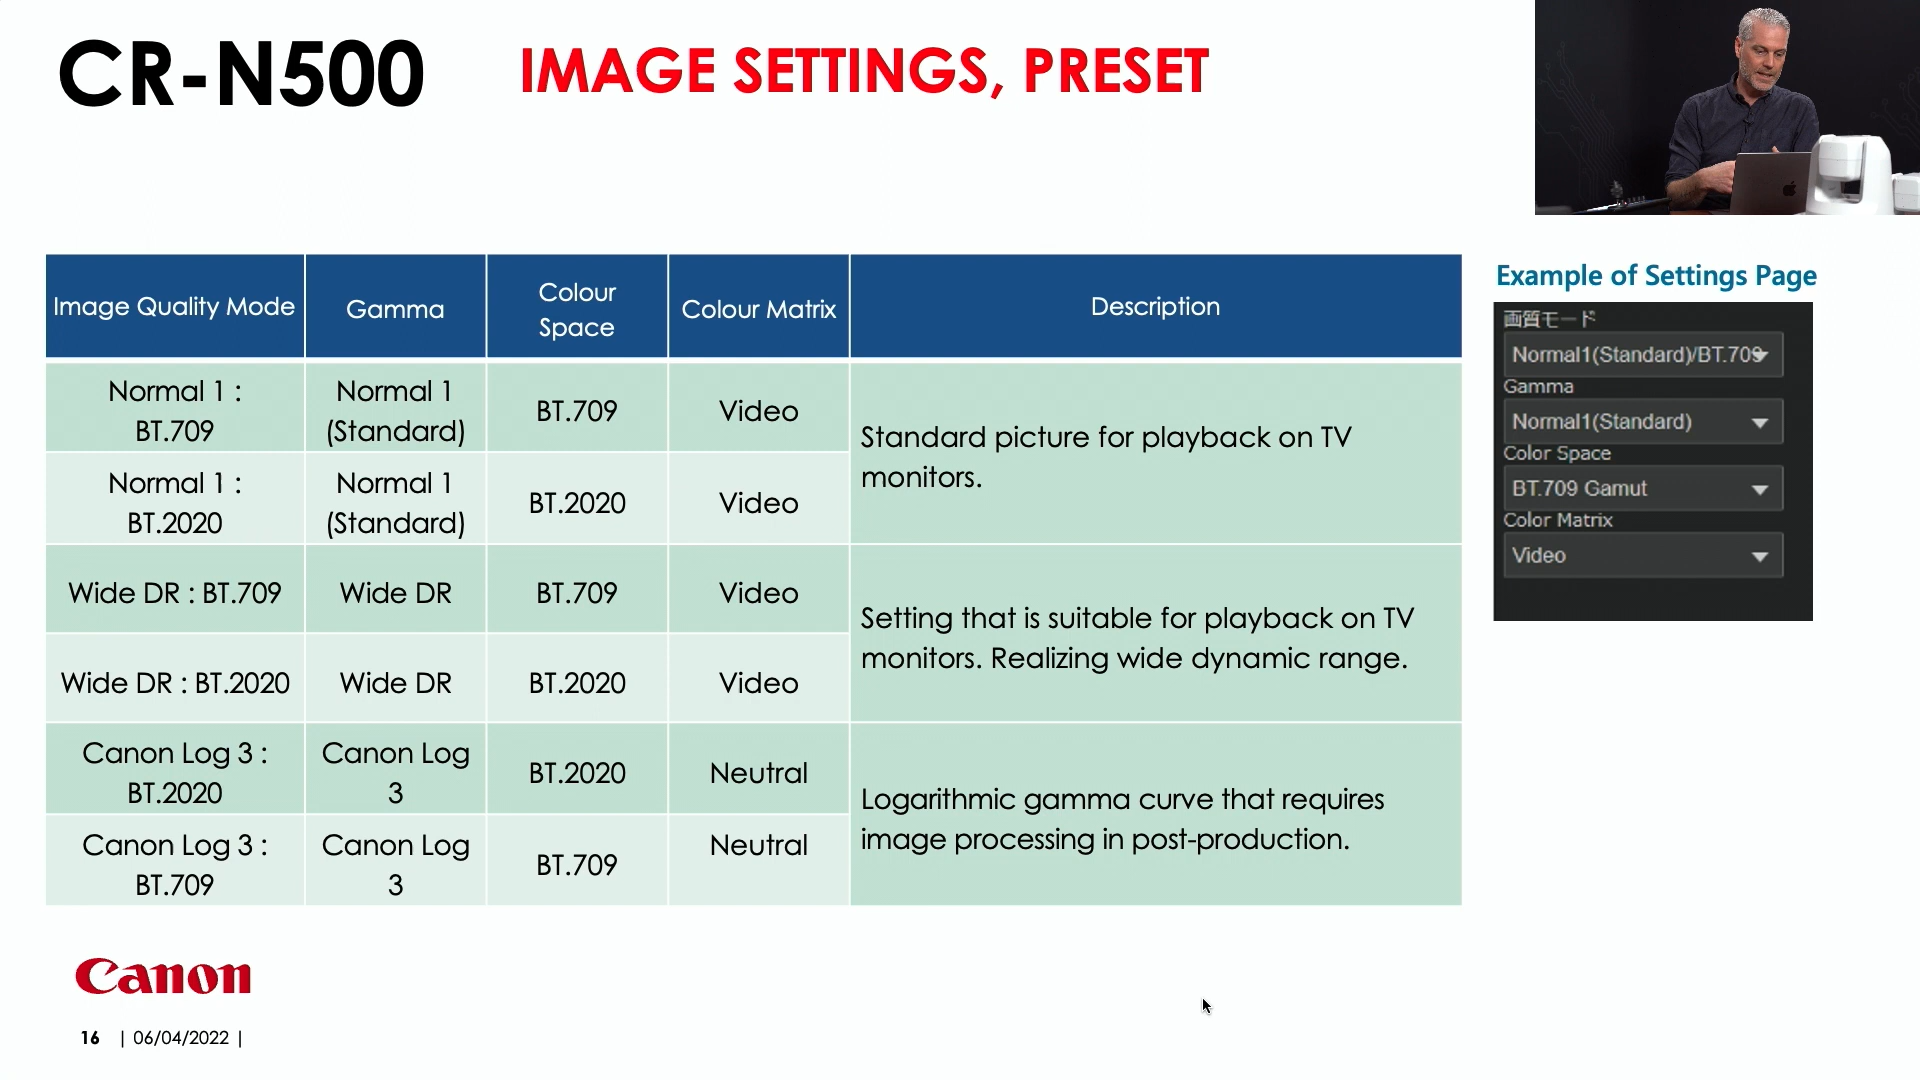 CR-N500
IMAGE SETTINGS, PRESET
Image Quality Mode
Gamma
Colour
Space
Colour Matrix
Description
Normal 1 :
BT.709
Normal 1
(Standard)
BT.709
Video
Standard picture for playback on TV
monitors.
Normal 1 :
BT.2020
Normal 1
(Standard)
BT.2020
Video
Wide DR : BT.709
Wide DR
BT.709
Video
Setting that is suitable for playback on TV
monitors. Realizing wide dynamic range.
Wide DR : BT.2020
Wide DR
BT.2020
Video
Canon Log 3 :
BT.2020
Canon Log
3
BT.2020
Neutral
Logarithmic gamma curve that requires
image processing in post-production.
Canon Log 3 :
BT.709
Canon Log
3
BT.709
Neutral
Example of Settings Page
画質モード
Normal1(Standard)/BT.709
Gamma
Normal1(Standard)
Color Space
BT.709 Gamut
Color Matrix
Video
Canon
16 | 06/04/2022 |